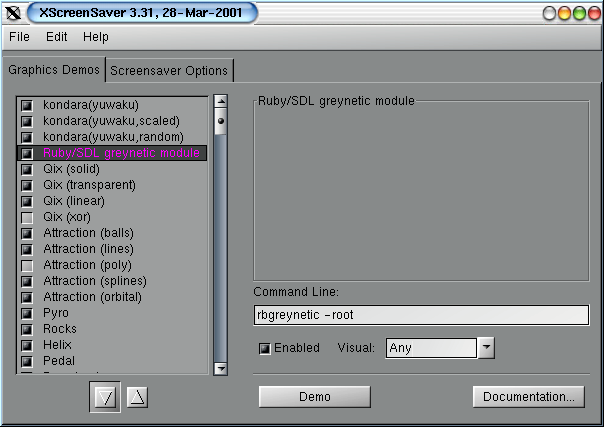 XScreenSaver 3.31, 28-Mar-2001
File Edit Help
Graphics Demos Screensaver Options
kondara(yuwaku)
kondara(yuwaku,scaled)
kondara(yuwaku,random)
Ruby/SDL greynetic module
Qix (solid)
Qix (transparent)
Qix (linear)
Qix (xor)
Attraction (balls)
Attraction (lines)
Attraction (poly)
Attraction (splines)
Attraction (orbital)
Pyro
Rocks
Helix
Pedal
Ruby/SDL greynetic module
Command Line:
rbgreynetic -root
Enabled Visual: Any
Demo Documentation...